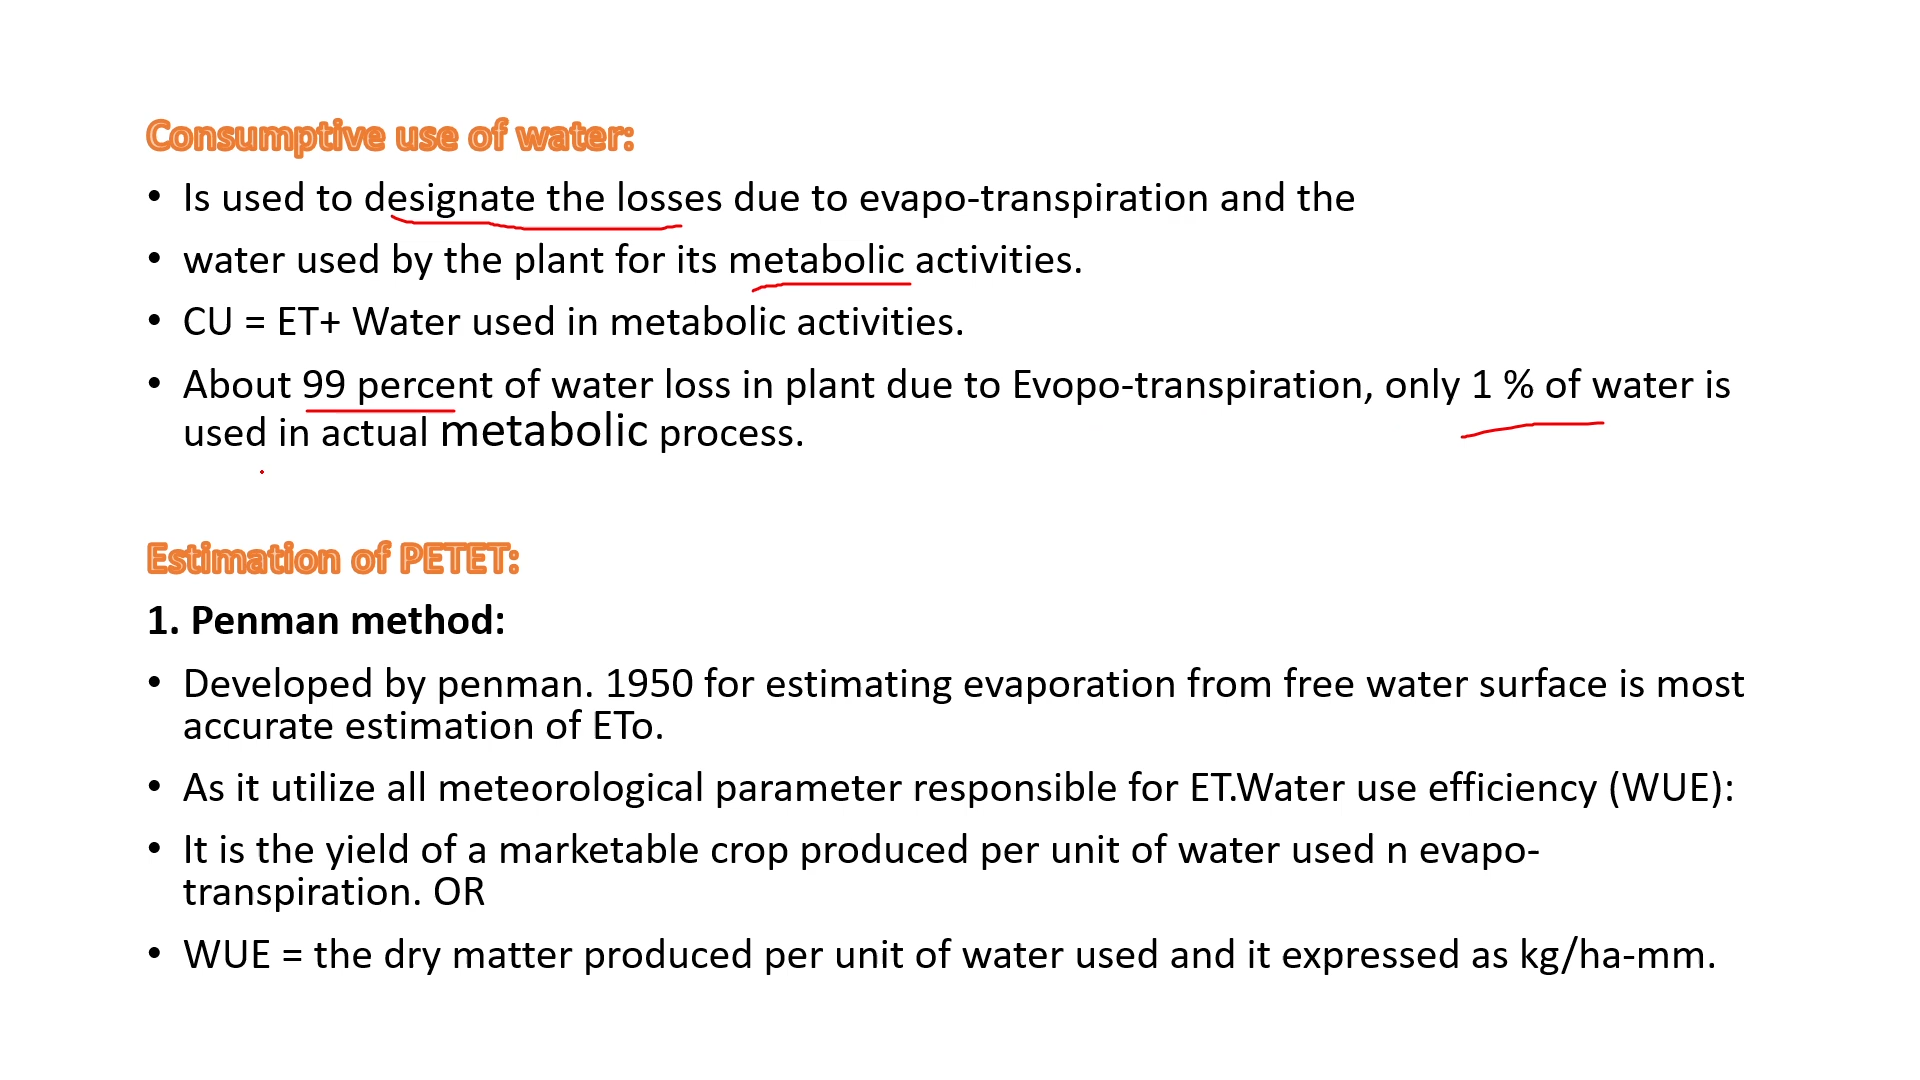 Consumptive use of water:
• Is used to designate the losses due to evapo-transpiration and the
• water used by the plant for its metabolic activities.
• CU = ET+ Water used in metabolic activities.
• About 99 percent of water loss in plant due to Evopo-transpiration, only 1 % of water is
used in actual metabolic process.
Estimation of PETET:
1. Penman method:
• Developed by penman. 1950 for estimating evaporation from free water surface is most
accurate estimation of ETo.
• As it utilize all meteorological parameter responsible for ET.Water use efficiency (WUE):
• It is the yield of a marketable crop produced per unit of water used n evapo-
transpiration. OR
• WUE = the dry matter produced per unit of water used and it expressed as kg/ha-mm.